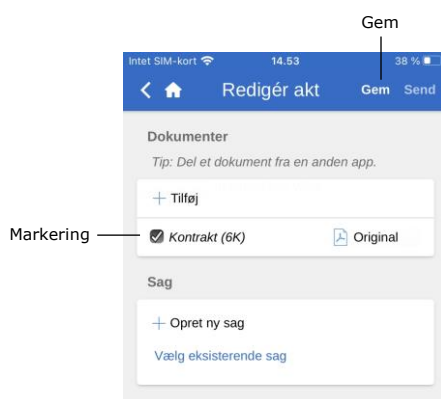 Gem
Intet SIM-kort 14.53 38 %
Redigér akt Gem Send
Dokumenter
Tip: Del et dokument fra en anden app.
+ Tilføj
Markering
Kontrakt (6K) Original
Sag
+ Opret ny sag
Vælg eksisterende sag